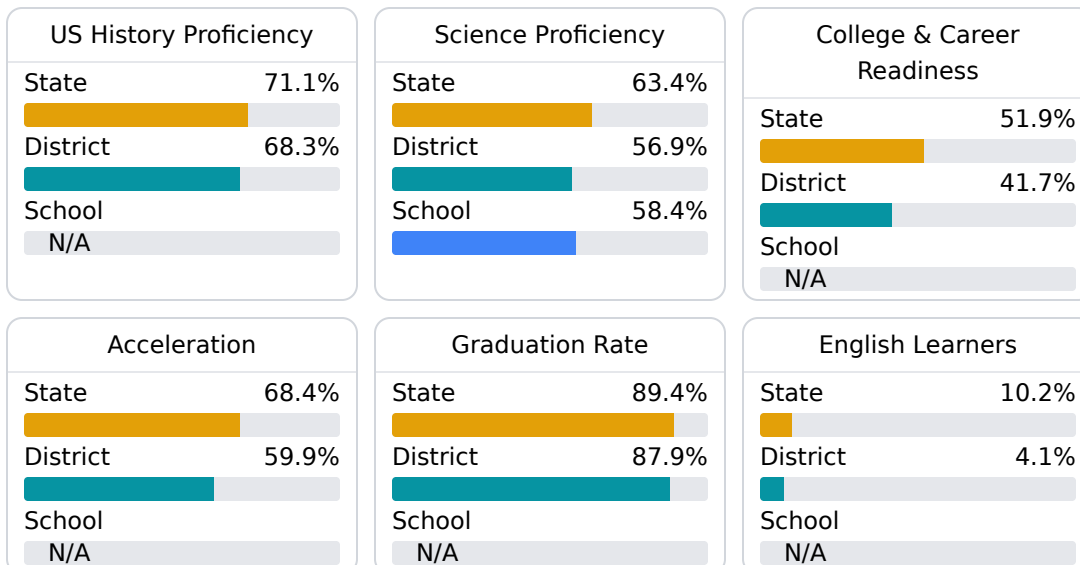 US History Proficiency
State 71.1%
District 68.3%
School
N/A
Science Proficiency
State 63.4%
District 56.9%
School 58.4%
College & Career
Readiness
State 51.9%
District 41.7%
School
N/A
Acceleration
State 68.4%
District 59.9%
School
N/A
Graduation Rate
State 89.4%
District 87.9%
School
N/A
English Learners
State 10.2%
District 4.1%
School
N/A